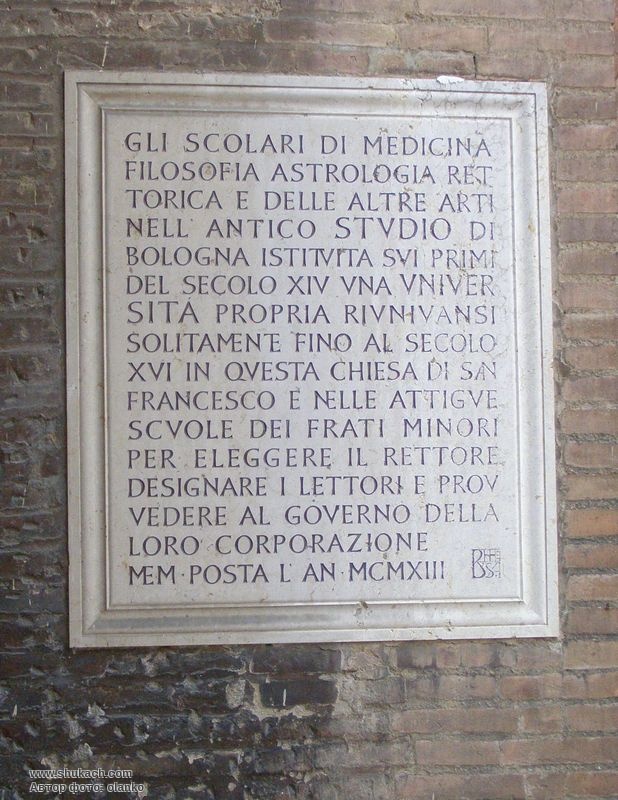 GLI SCOLARI DI MEDICINA
FILOSOFIA ASTROLOGIA RET
TORICA E DELLE ALTRE ARTI
NELL' ANTICO STVDIO DI
BOLOGNA ISTITVITA SVI PRIMI
DEL SECOLO XIV VNA VNIVER
SITÀ PROPRIA RIVNIVANSI
SOLITAMENTE FINO AL SECOLO
XVI IN QVESTA CHIESA DI SAN
FRANCESCO E NELLE ATTIGVE
SCVOLE DEI FRATI MINORI
PER ELEGGERE IL RETTORE
DESIGNARE I LETTORI E PROV
VEDERE AL GOVERNO DELLA
LORO CORPORAZIONE
MEM · POSTA L' AN · MCMXIII
www.shukach.com
Автор фото: olanko